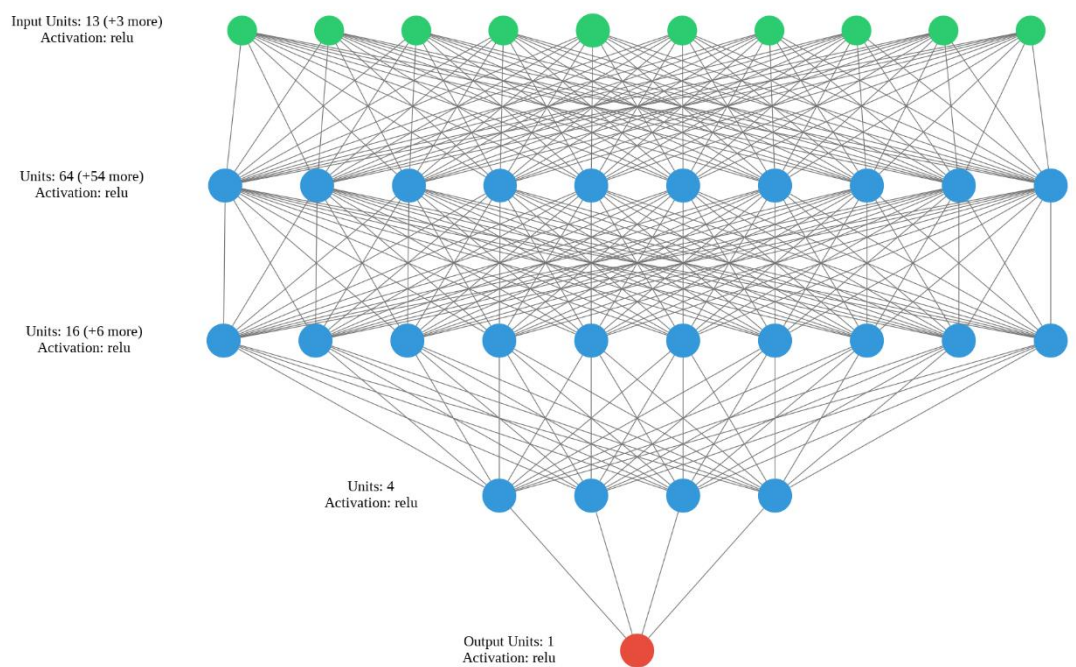 Input Units: 13 (+3 more)
Activation: relu
Units: 64 (+54 more)
Activation: relu
Units: 16 (+6 more)
Activation: relu
Units: 4
Activation: relu
Output Units: 1
Activation: relu